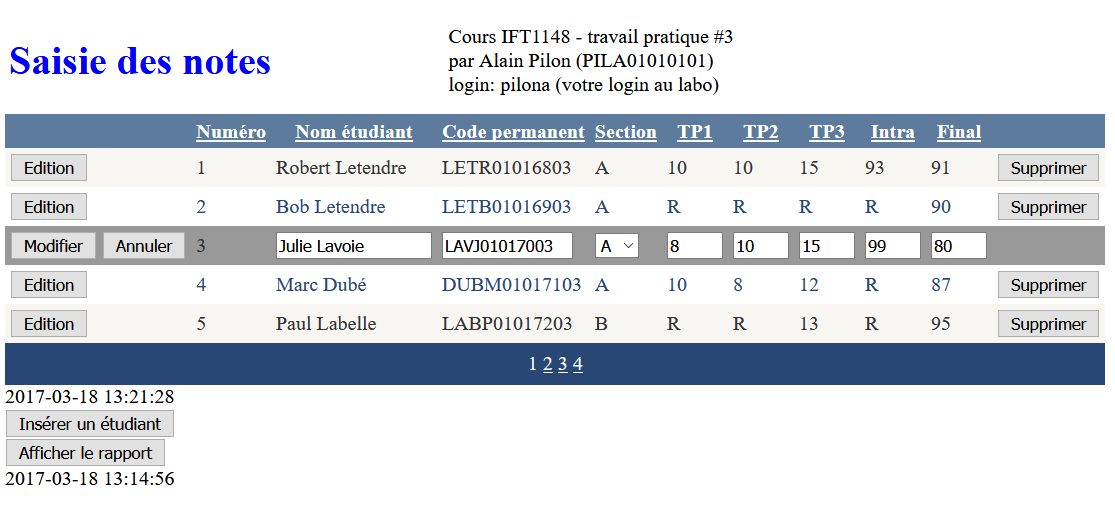 Saisie des notes
Cours IFT1148 - travail pratique #3
par Alain Pilon (PILA01010101)
login: pilona (votre login au labo)
Numéro Nom étudiant Code permanent Section TP1 TP2 TP3 Intra Final
Edition 1 Robert Letendre LETR01016803 A 10 10 15 93 91 Supprimer
Edition 2 Bob Letendre LETB01016903 A R R R R 90 Supprimer
Modifier Annuler 3 Julie Lavoie LAVJ01017003 A 8 10 15 99 80
Edition 4 Marc Dubé DUBM01017103 A 10 8 12 R 87 Supprimer
Edition 5 Paul Labelle LABP01017203 B R R 13 R 95 Supprimer
1 2 3 4
2017-03-18 13:21:28
Insérer un étudiant
Afficher le rapport
2017-03-18 13:14:56